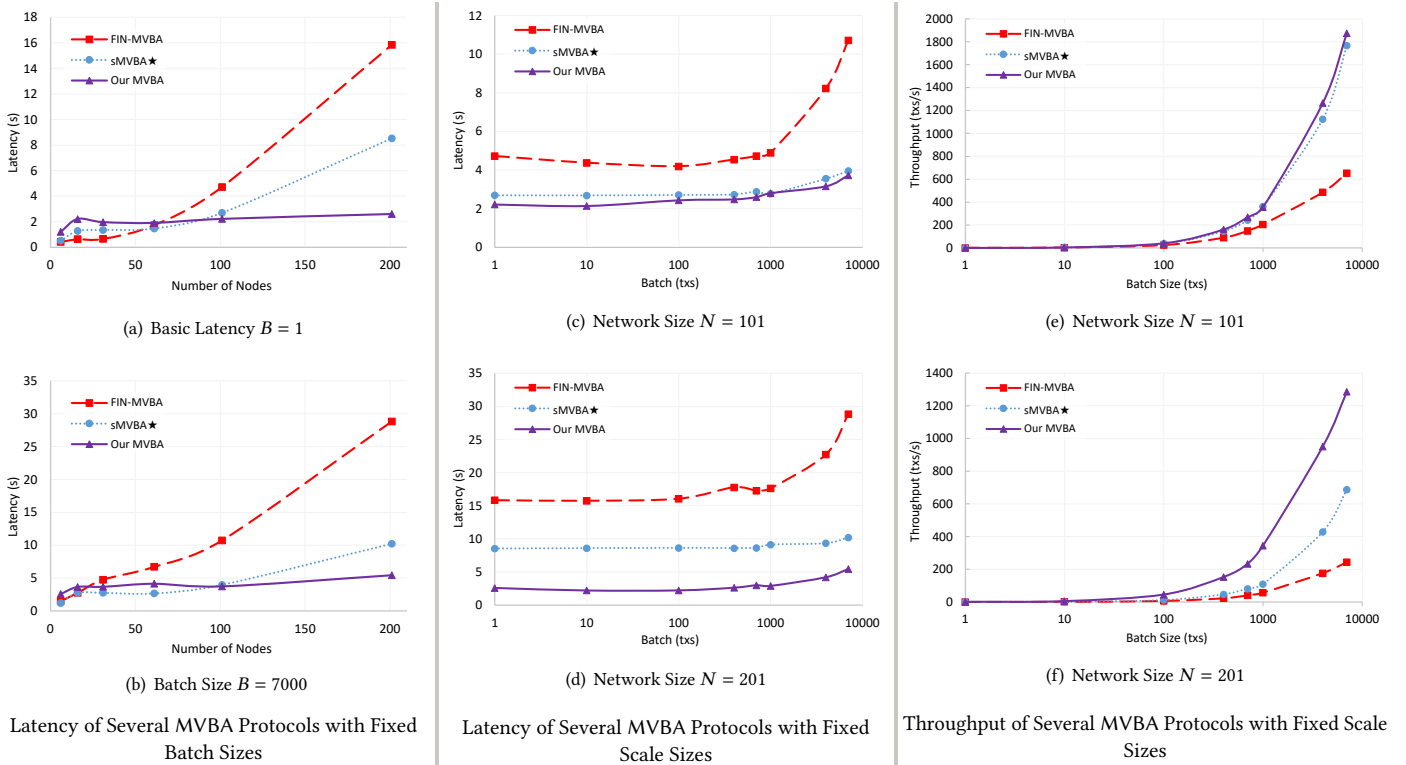 18
16
14
12
10
8
6
4
2
0
0
50
100
150
200
Latency (s)
Number of Nodes
FIN-MVBA
sMVBA★
Our MVBA
(a) Basic Latency B = 1
35
30
25
20
15
10
5
0
0
50
100
150
200
Latency (s)
Number of Nodes
FIN-MVBA
sMVBA★
Our MVBA
(b) Batch Size B = 7000
Latency of Several MVBA Protocols with Fixed
Batch Sizes
12
10
8
6
4
2
0
1
10
100
1000
10000
Latency (s)
Batch (txs)
FIN-MVBA
sMVBA★
Our MVBA
(c) Network Size N = 101
35
30
25
20
15
10
5
0
1
10
100
1000
10000
Latency (s)
Batch (txs)
FIN-MVBA
sMVBA★
Our MVBA
(d) Network Size N = 201
Latency of Several MVBA Protocols with Fixed
Scale Sizes
2000
1800
1600
1400
1200
1000
800
600
400
200
0
1
10
100
1000
10000
Throughput (txs/s)
Batch Size (txs)
FIN-MVBA
sMVBA★
Our MVBA
(e) Network Size N = 101
1400
1200
1000
800
600
400
200
0
1
10
100
1000
10000
Throughput (txs/s)
Batch Size (txs)
FIN-MVBA
sMVBA★
Our MVBA
(f) Network Size N = 201
Throughput of Several MVBA Protocols with Fixed Scale
Sizes